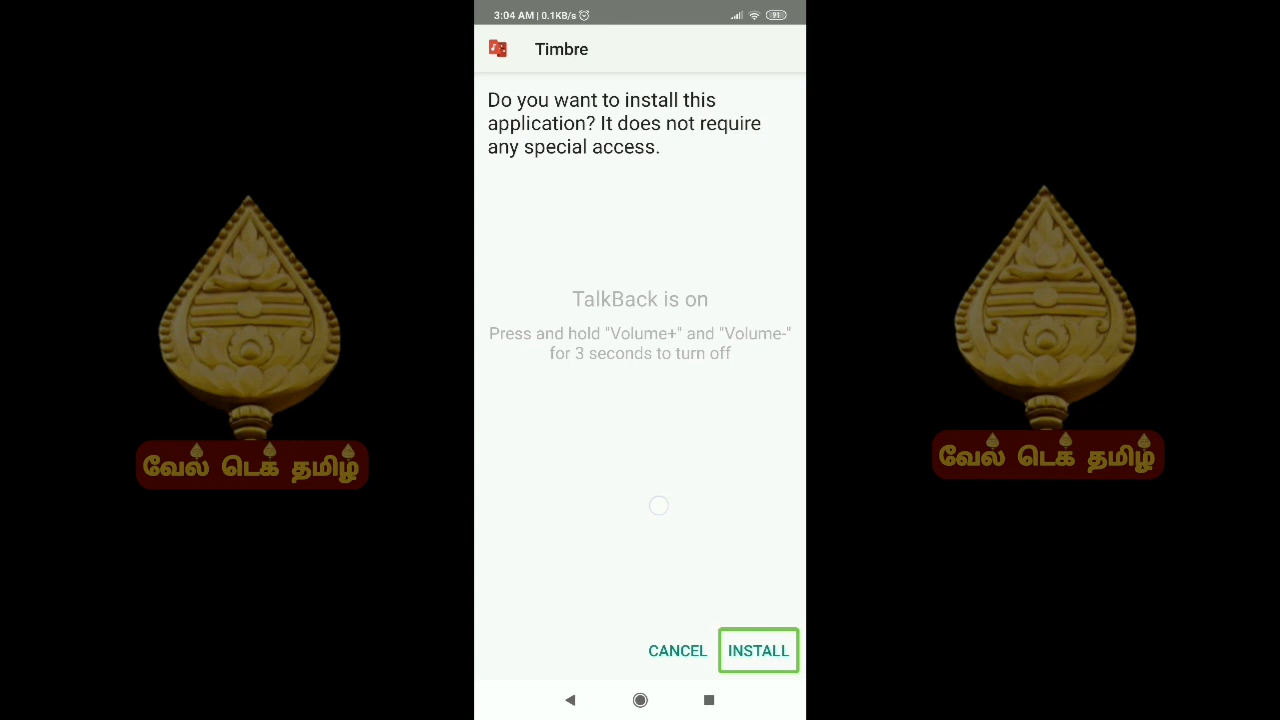 3:04 AM | 0.1KB/s
91
Timbre
Do you want to install this
application? It does not require
any special access.
TalkBack is on
Press and hold "Volume+" and "Volume-"
for 3 seconds to turn off
வேல் டெக் தமிழ்
வேல் டெக் தமிழ்
CANCEL INSTALL